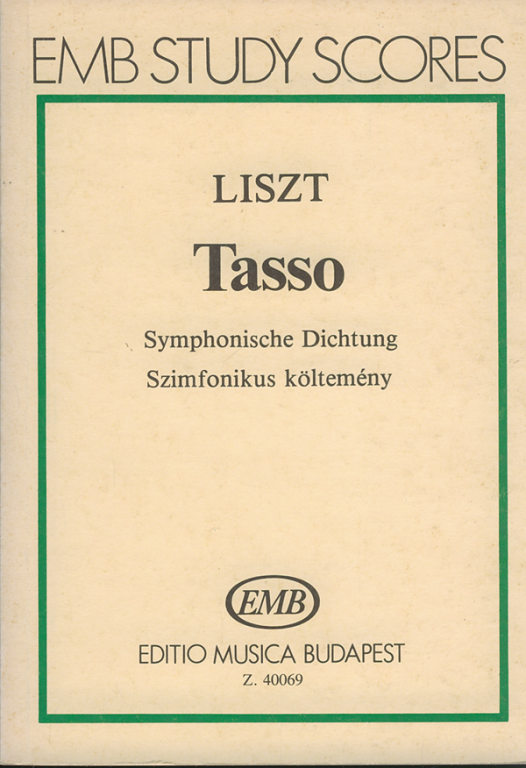 EMB STUDY SCORES
LISZT
Tasso
Symphonische Dichtung
Szimfonikus költemény
EMB
EDITIO MUSICA BUDAPEST
Z. 40069